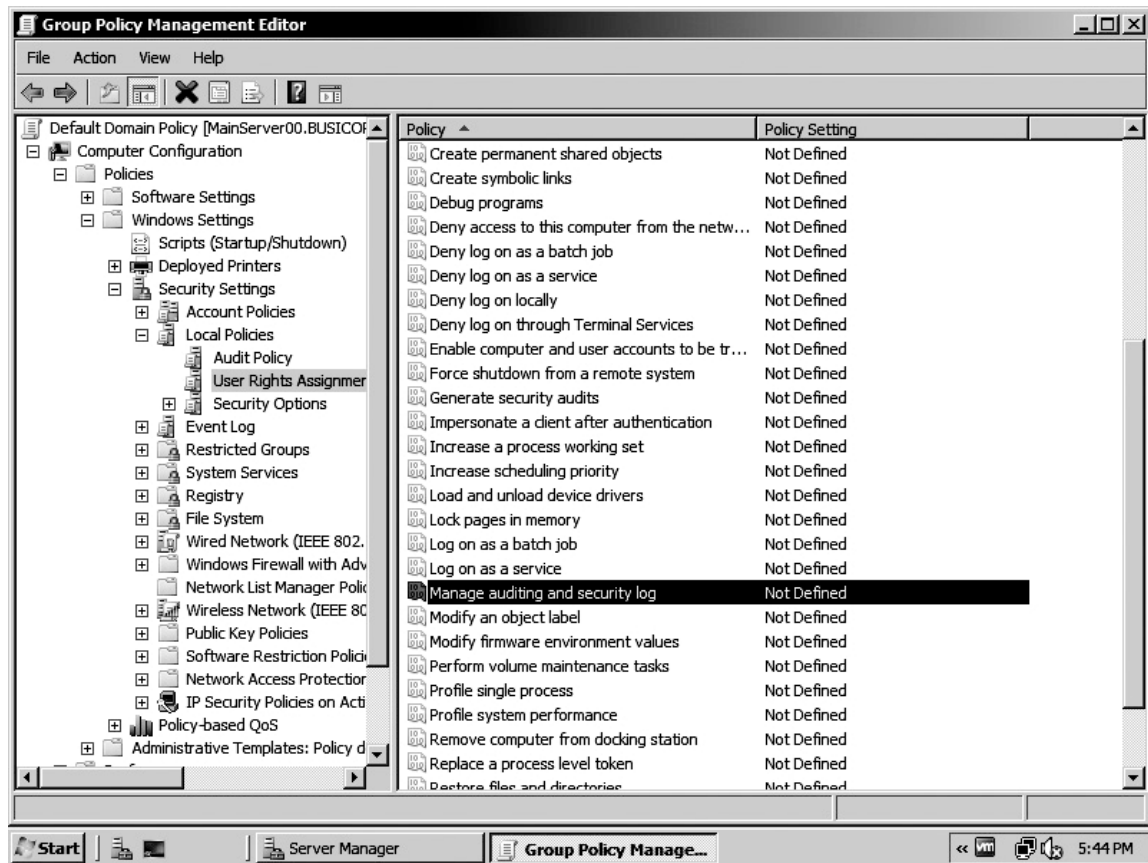 Group Policy Management Editor
File Action View Help
Default Domain Policy [MainServer00.BUSICOR
Computer Configuration
Policies
Software Settings
Windows Settings
Scripts (Startup/Shutdown)
Deployed Printers
Security Settings
Account Policies
Local Policies
Audit Policy
User Rights Assignmen
Security Options
Event Log
Restricted Groups
System Services
Registry
File System
Wired Network (IEEE 802.
Windows Firewall with Adv
Network List Manager Polic
Wireless Network (IEEE 80
Public Key Policies
Software Restriction Polici
Network Access Protection
IP Security Policies on Acti
Policy-based QoS
Administrative Templates: Policy d
Policy Policy Setting
Create permanent shared objects Not Defined
Create symbolic links Not Defined
Debug programs Not Defined
Deny access to this computer from the netw... Not Defined
Deny log on as a batch job Not Defined
Deny log on as a service Not Defined
Deny log on locally Not Defined
Deny log on through Terminal Services Not Defined
Enable computer and user accounts to be tr... Not Defined
Force shutdown from a remote system Not Defined
Generate security audits Not Defined
Impersonate a client after authentication Not Defined
Increase a process working set Not Defined
Increase scheduling priority Not Defined
Load and unload device drivers Not Defined
Lock pages in memory Not Defined
Log on as a batch job Not Defined
Log on as a service Not Defined
Manage auditing and security log Not Defined
Modify an object label Not Defined
Modify firmware environment values Not Defined
Perform volume maintenance tasks Not Defined
Profile single process Not Defined
Profile system performance Not Defined
Remove computer from docking station Not Defined
Replace a process level token Not Defined
Restore files and directories Not Defined
Start Server Manager Group Policy Manage... « vm 5:44 PM